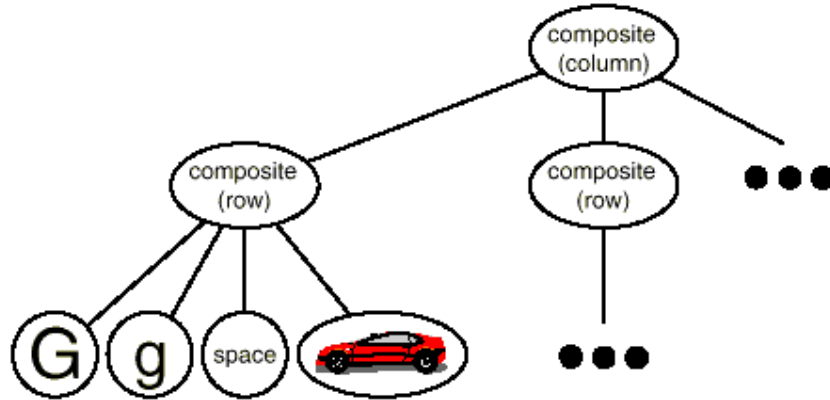 composite
(column)
composite
(row)
composite
(row)
G
g
space